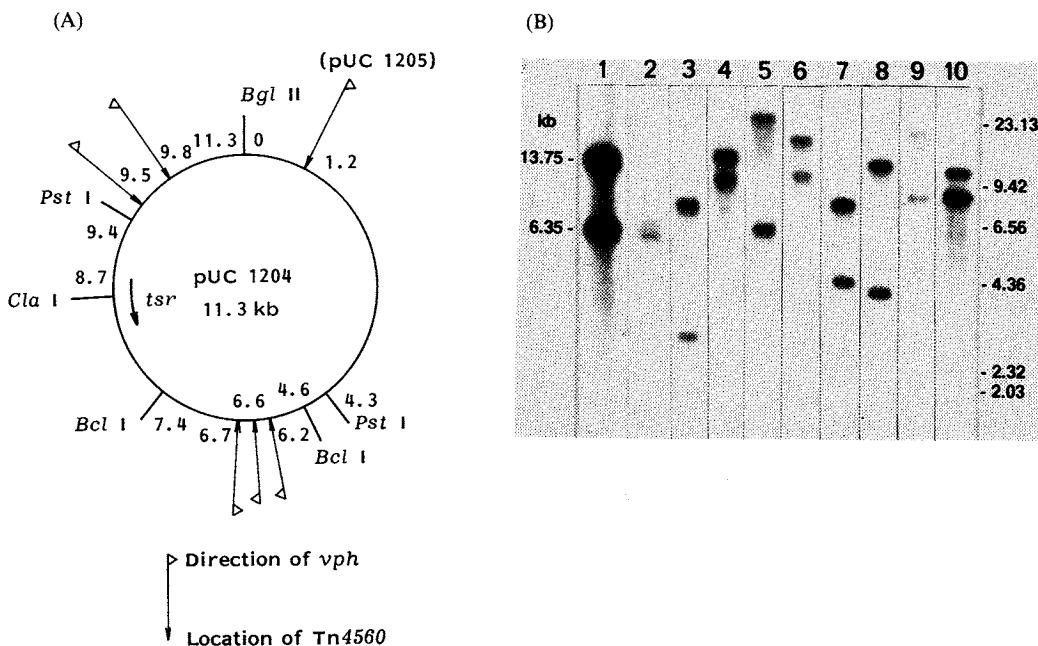 (A)
(pUC 1205)
Bgl II
11.3
0
1.2
9.8
9.5
Pst I
9.4
8.7
Cla I
tsr
pUC 1204
11.3 kb
Bcl I
7.4
6.7
6.6
6.2
4.6
4.3
Pst I
Bcl I
Direction of vph
Location of Tn4560
(B)
1 2 3 4 5 6 7 8 9 10
kb
13.75 -
6.35 -
- 23.13
- 9.42
- 6.56
- 4.36
- 2.32
- 2.03